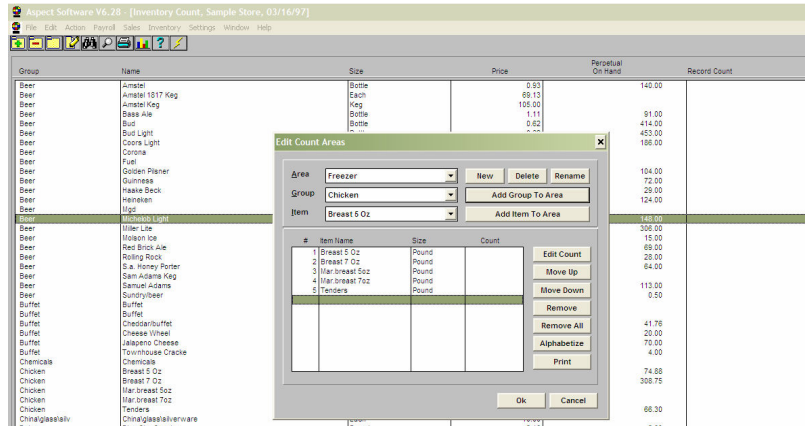 Aspect Software V6.28 - [Inventory Count, Sample Store, 03/16/97]
File Edit Action Payroll Sales Inventory Settings Window Help
Group Name Size Price Perpetual On Hand Record Count
Beer Amstel Bottle 0.93 140.00
Beer Amstel 1817 Keg Each 69.13
Beer Amstel Keg Keg 105.00
Beer Bass Ale Bottle 1.11 91.00
Beer Bud Bottle 0.62 414.00
Beer Bud Light 453.00
Beer Coors Light 186.00
Beer Corona
Beer Fuel
Beer Golden Pilsner 104.00
Beer Guinness 72.00
Beer Haake Beck 29.00
Beer Heineken 124.00
Beer Mgd
Beer Michelob Light 148.00
Beer Miller Lite 306.00
Beer Molson Ice 15.00
Beer Red Brick Ale 69.00
Beer Rolling Rock 28.00
Beer S.a. Honey Porter 64.00
Beer Sam Adams Keg
Beer Samuel Adams 113.00
Beer Sundry/beer 0.50
Buffet Buffet
Buffet Buffet
Buffet Cheddar/buffet 41.76
Buffet Cheese Wheel 20.00
Buffet Jalapeno Cheese 70.00
Buffet Townhouse Cracke 4.00
Chemicals Chemicals
Chicken Breast 5 Oz 74.88
Chicken Breast 7 Oz 308.75
Chicken Mar.breast 5oz
Chicken Mar.breast 7oz
Chicken Tenders 66.30
China\glass\silv China\glass\silverware
Edit Count Areas
Area Freezer New Delete Rename
Group Chicken Add Group To Area
Item Breast 5 Oz Add Item To Area
# Item Name Size Count
1 Breast 5 Oz Pound
2 Breast 7 Oz Pound
3 Mar.breast 5oz Pound
4 Mar.breast 7oz Pound
5 Tenders Pound
Edit Count
Move Up
Move Down
Remove
Remove All
Alphabetize
Print
Ok Cancel